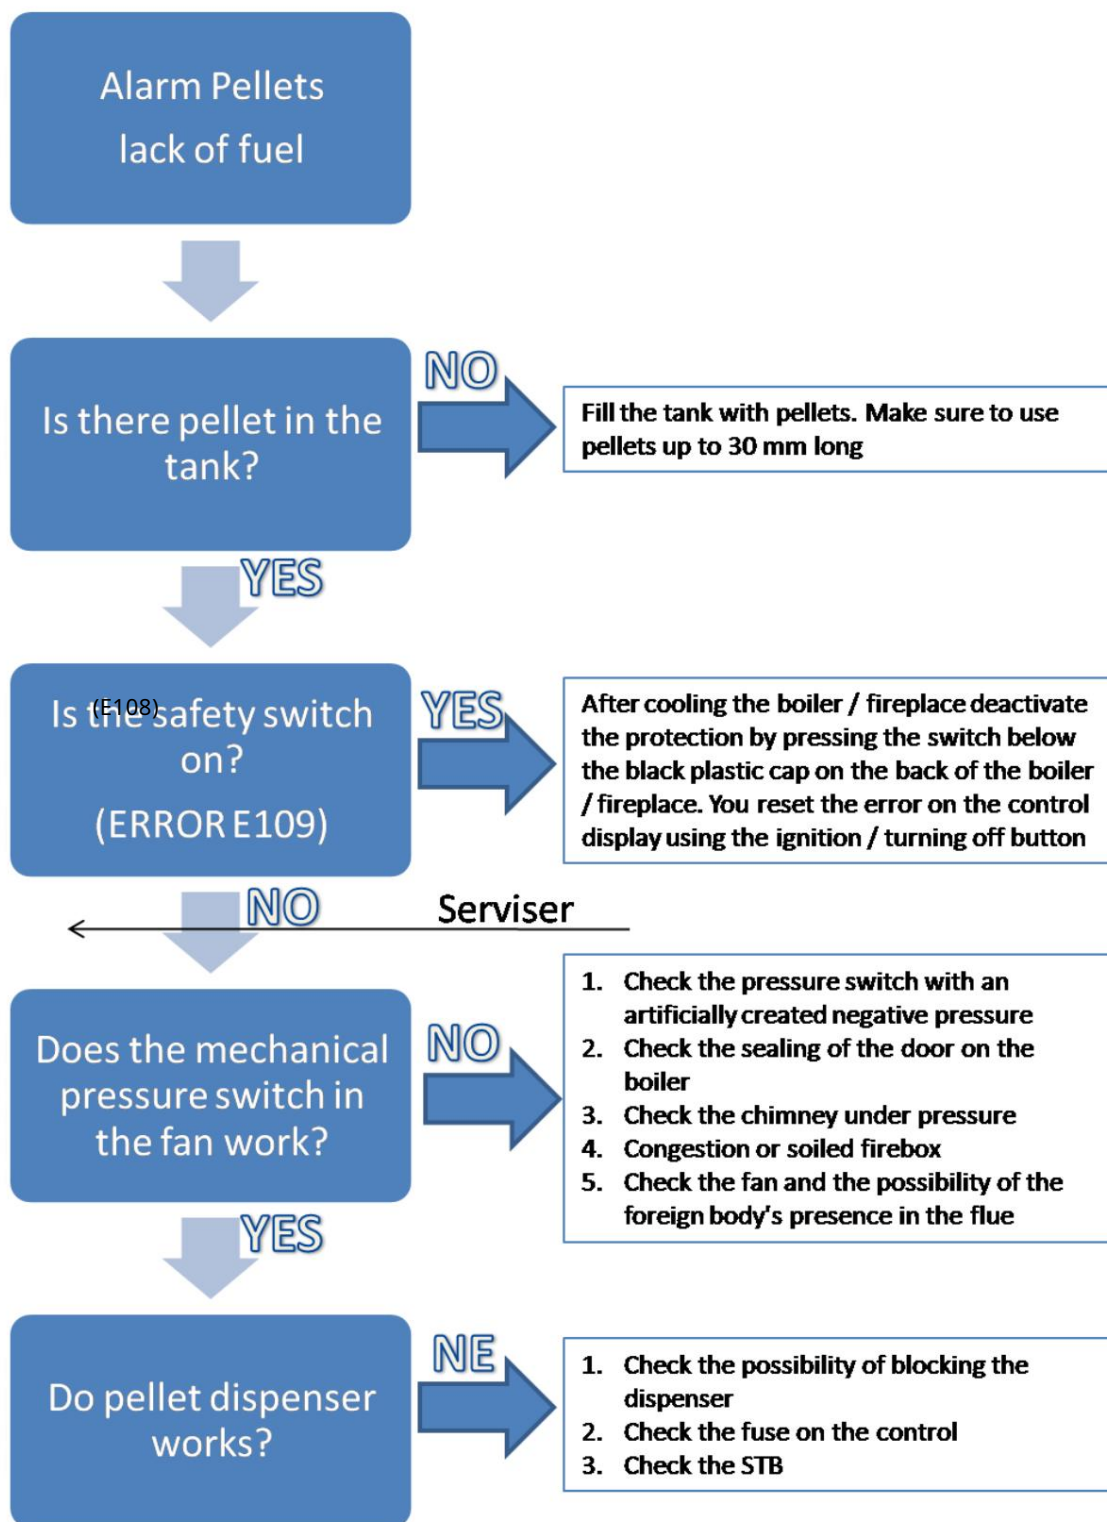 Alarm Pellets
lack of fuel
Is there pellet in the
tank?
NO
Fill the tank with pellets. Make sure to use
pellets up to 30 mm long
YES
(E108)
Is the safety switch
on?
(ERROR E109)
YES
After cooling the boiler / fireplace deactivate
the protection by pressing the switch below
the black plastic cap on the back of the boiler
/ fireplace. You reset the error on the control
display using the ignition / turning off button
NO
Serviser
Does the mechanical
pressure switch in
the fan work?
NO
1. Check the pressure switch with an
artificially created negative pressure
2. Check the sealing of the door on the
boiler
3. Check the chimney under pressure
4. Congestion or soiled firebox
5. Check the fan and the possibility of the
foreign body's presence in the flue
YES
Do pellet dispenser
works?
NE
1. Check the possibility of blocking the
dispenser
2. Check the fuse on the control
3. Check the STB